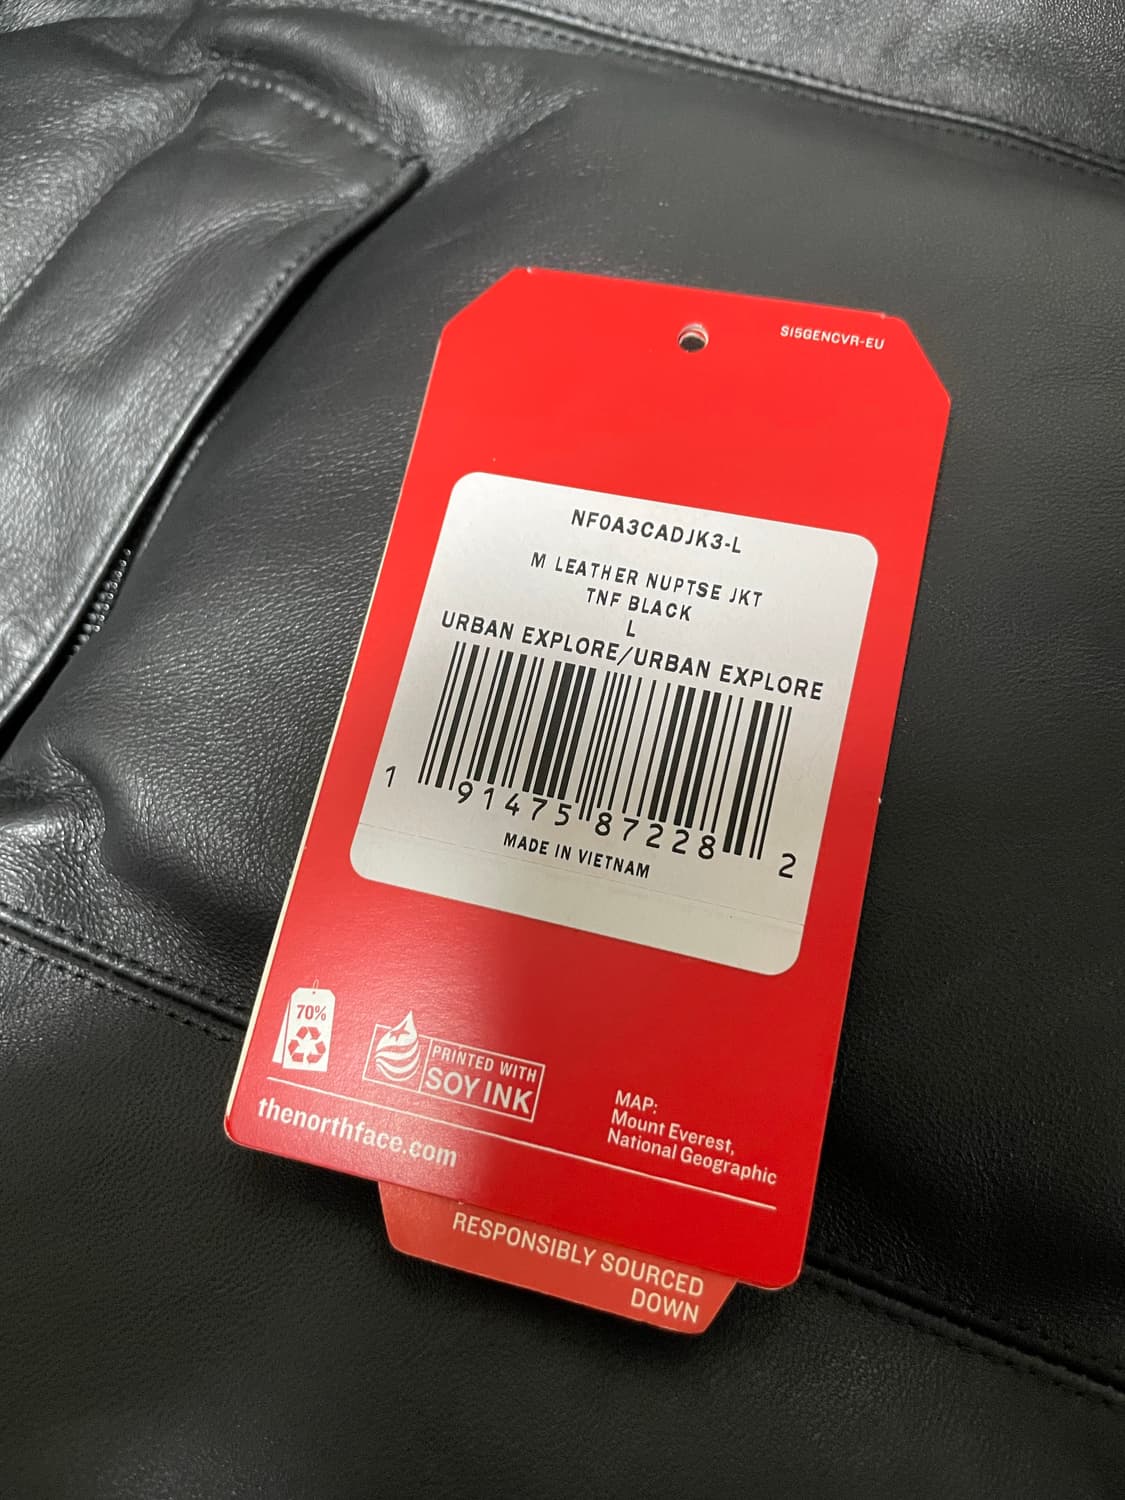 SI5GENCVR-EU
NF0A3CADJK3-L
M LEATHER NUPTSE JKT
TNF BLACK
L
URBAN EXPLORE/URBAN EXPLORE
1 91475 87228 2
MADE IN VIETNAM
70%
PRINTED WITH
SOY INK
thenorthface.com
MAP:
Mount Everest,
National Geographic
RESPONSIBLY SOURCED
DOWN